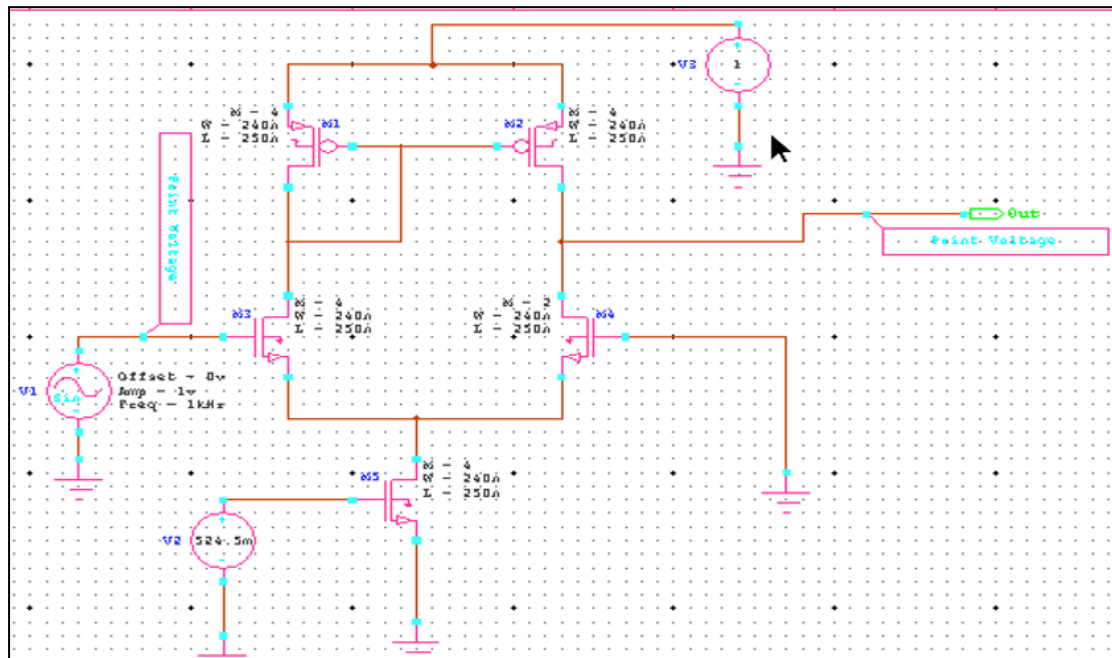 V3
1
M = 4
W = 240n
L = 250n
M1
M2
M = 4
W = 240n
L = 250n
Point Voltage
Out
Point Voltage
M3
M = 4
W = 240n
L = 250n
M = 2
W = 240n
L = 250n
M4
V1
Sin
Offset = 0v
Amp = 1v
Freq = 1kHz
M5
M = 4
W = 240n
L = 250n
V2
524.5m